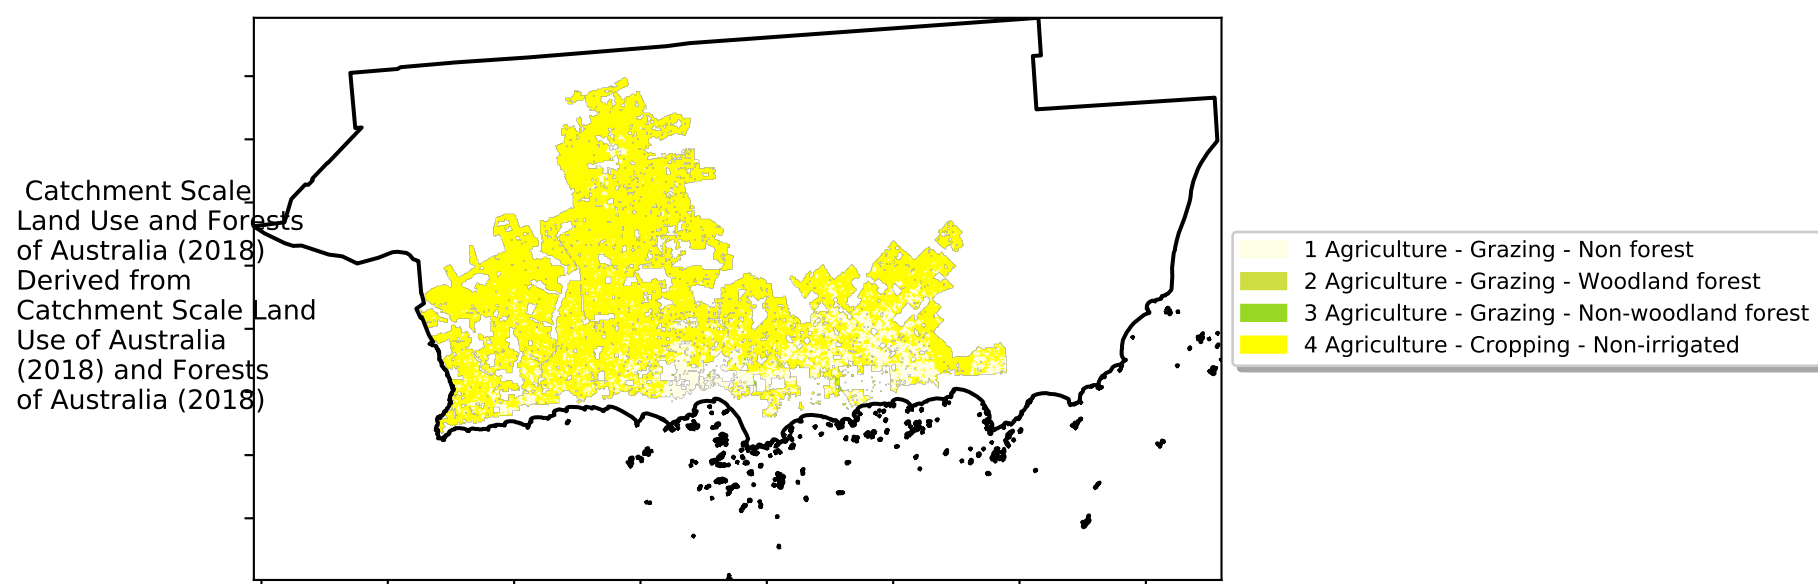 Catchment Scale
Land Use and Forests
of Australia (2018)
Derived from
Catchment Scale Land
Use of Australia
(2018) and Forests
of Australia (2018)
1 Agriculture - Grazing - Non forest
2 Agriculture - Grazing - Woodland forest
3 Agriculture - Grazing - Non-woodland forest
4 Agriculture - Cropping - Non-irrigated